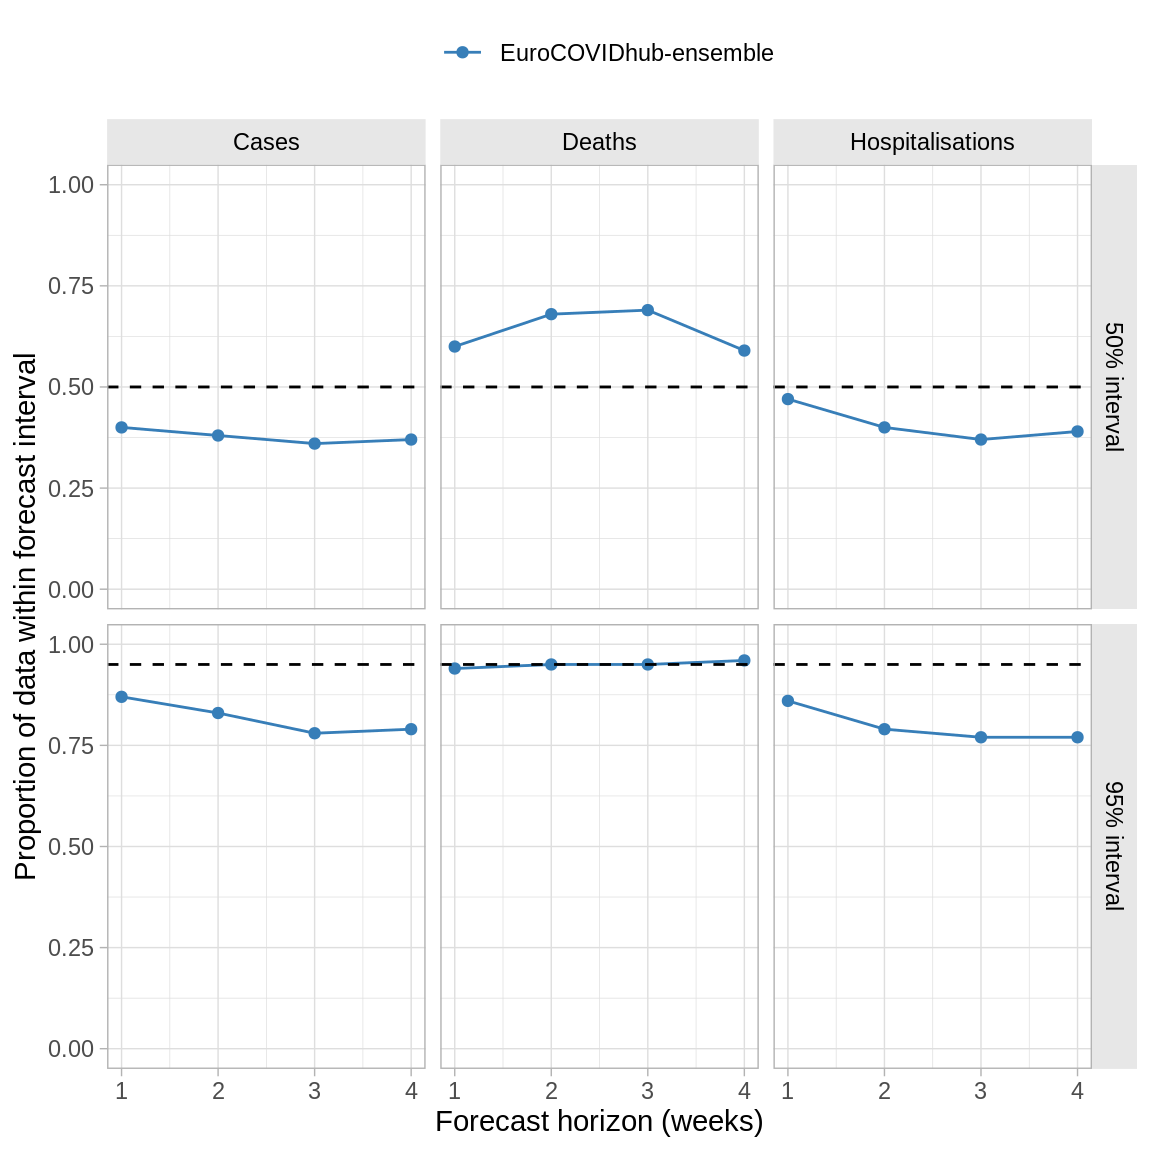 EuroCOVIDhub-ensemble
Cases
Deaths
Hospitalisations
1.00
0.75
0.50
0.25
0.00
50% interval
1.00
0.75
0.50
0.25
0.00
95% interval
Proportion of data within forecast interval
1 2 3 4
1 2 3 4
1 2 3 4
Forecast horizon (weeks)